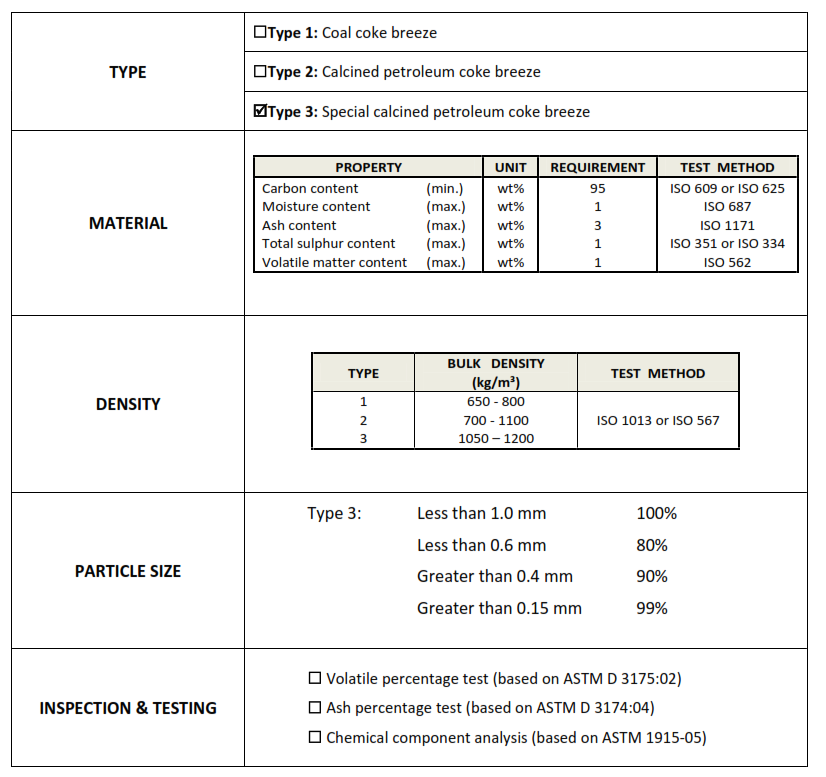 TYPE
☐Type 1: Coal coke breeze
☐Type 2: Calcined petroleum coke breeze
☑Type 3: Special calcined petroleum coke breeze
MATERIAL
PROPERTY UNIT REQUIREMENT TEST METHOD
Carbon content (min.) wt% 95 ISO 609 or ISO 625
Moisture content (max.) wt% 1 ISO 687
Ash content (max.) wt% 3 ISO 1171
Total sulphur content (max.) wt% 1 ISO 351 or ISO 334
Volatile matter content (max.) wt% 1 ISO 562
DENSITY
TYPE BULK DENSITY (kg/m³) TEST METHOD
1 650 - 800
2 700 - 1100 ISO 1013 or ISO 567
3 1050 – 1200
PARTICLE SIZE
Type 3: Less than 1.0 mm 100%
Less than 0.6 mm 80%
Greater than 0.4 mm 90%
Greater than 0.15 mm 99%
INSPECTION & TESTING
☐ Volatile percentage test (based on ASTM D 3175:02)
☐ Ash percentage test (based on ASTM D 3174:04)
☐ Chemical component analysis (based on ASTM 1915-05)